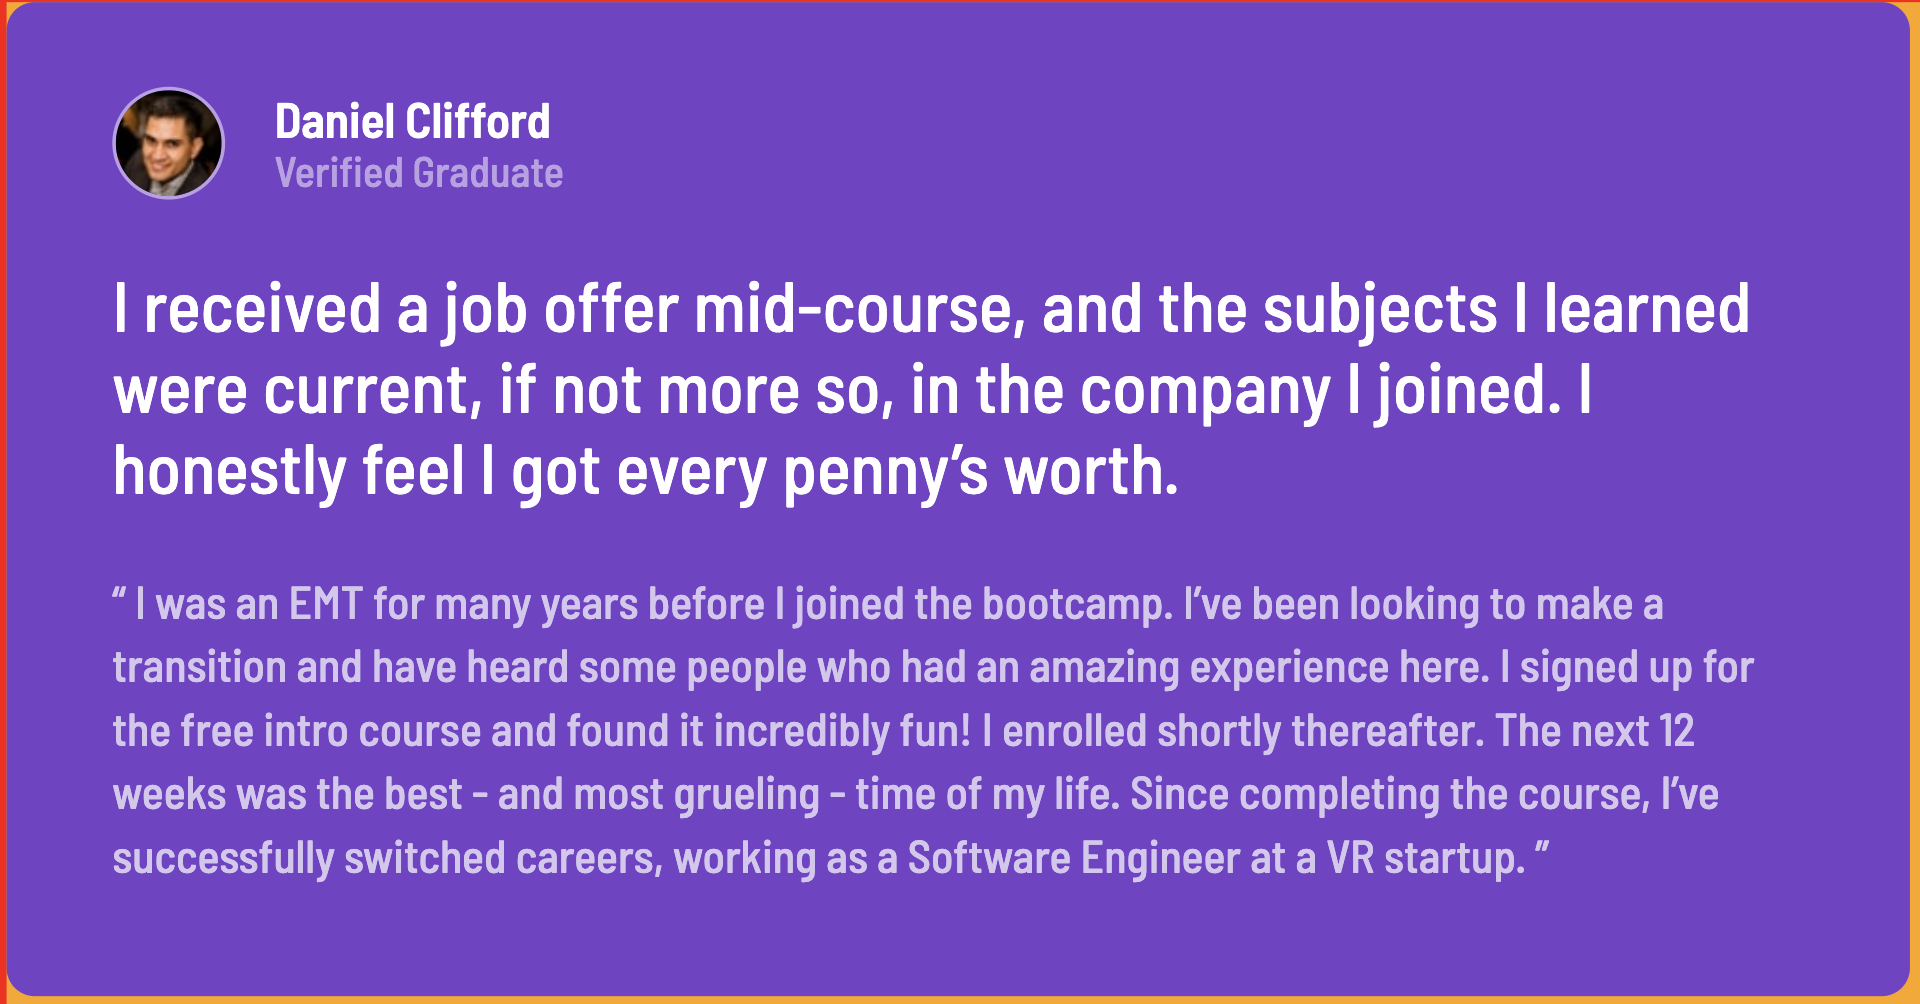 Daniel Clifford
Verified Graduate
I received a job offer mid-course, and the subjects I learned
were current, if not more so, in the company I joined. I
honestly feel I got every penny’s worth.
“ I was an EMT for many years before I joined the bootcamp. I’ve been looking to make a
transition and have heard some people who had an amazing experience here. I signed up for
the free intro course and found it incredibly fun! I enrolled shortly thereafter. The next 12
weeks was the best - and most grueling - time of my life. Since completing the course, I’ve
successfully switched careers, working as a Software Engineer at a VR startup. ”